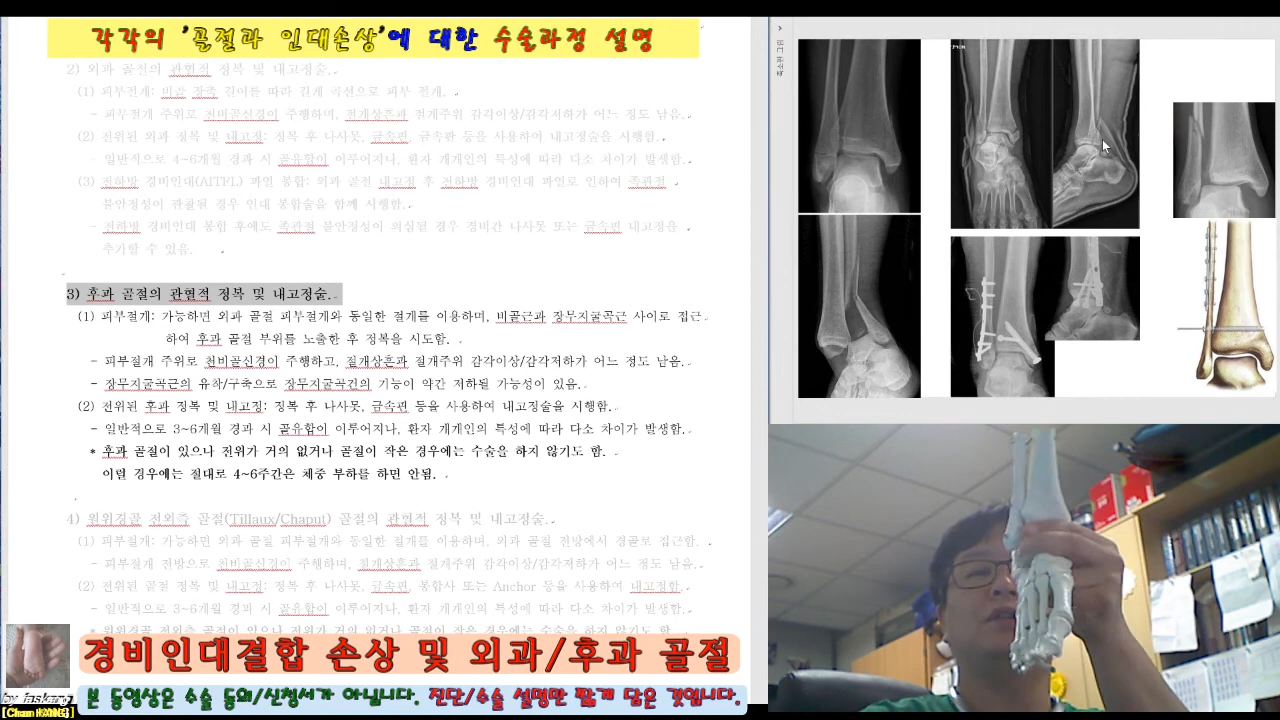 각각의 '골절과 인대손상'에 대한 수술과정 설명
2) 외과 골절의 관혈적 정복 및 내고정술.
(1) 피부절개: 비골 장축 길이를 따라 길게 곡선으로 피부 절개.
- 피부절개 주위로 천비골신경이 주행하며, 절개상흔과 절개주위 감각이상/감각저하가 어느 정도 남음.
(2) 전위된 외과 정복 및 내고정: 정복 후 나사못, 금속핀, 금속판 등을 사용하여 내고정술을 시행함.
- 일반적으로 4~6개월 경과 시 골유합이 이루어지나, 환자 개개인의 특성에 따라 다소 차이가 발생함.
(3) 전하방 경비인대(AITFL) 파열 봉합: 외과 골절 내고정 후 전하방 경비인대 파열로 인하여 족관절
불안정성이 관찰된 경우 인대 봉합술을 함께 시행함.
- 전하방 경비인대 봉합 후에도 족관절 불안정성이 의심될 경우 경비간 나사못 또는 금속핀 내고정을
추가할 수 있음.
3) 후과 골절의 관혈적 정복 및 내고정술.
(1) 피부절개: 가능하면 외과 골절 피부절개와 동일한 절개를 이용하며, 비골근과 장무지굴곡근 사이로 접근
하여 후과 골절 부위를 노출한 후 정복을 시도함.
- 피부절개 주위로 천비골신경이 주행하고, 절개상흔과 절개주위 감각이상/감각저하가 어느 정도 남음.
- 장무지굴곡근의 유착/구축으로 장무지굴곡건의 기능이 약간 저하될 가능성이 있음.
(2) 전위된 후과 정복 및 내고정: 정복 후 나사못, 금속핀 등을 사용하여 내고정술을 시행함.
- 일반적으로 3~6개월 경과 시 골유합이 이루어지나, 환자 개개인의 특성에 따라 다소 차이가 발생함.
* 후과 골절이 있으나 전위가 거의 없거나 골절이 작은 경우에는 수술을 하지 않기도 함.
이럴 경우에는 절대로 4~6주간은 체중 부하를 하면 안됨.
4) 원위경골 전외측 골절(Tillaux/Chaput) 골절의 관혈적 정복 및 내고정술.
(1) 피부절개: 가능하면 외과 골절 피부절개와 동일한 절개를 이용하며, 외과 골절 전방에서 경골로 접근함.
- 피부절개 전방으로 천비골신경이 주행하며, 절개상흔과 절개주위 감각이상/감각저하가 어느 정도 남음.
(2) 전위된 골절 정복 및 내고정: 정복 후 나사못, 금속핀, 봉합사 또는 Anchor 등을 사용하여 내고정함.
- 일반적으로 3~6개월 경과 시 골유합이 이루어지나, 환자 개개인의 특성에 따라 다소 차이가 발생함.
* 원위경골 전외측 골절이 있으나 전위가 거의 없거나 골절이 작은 경우에는 수술을 하지 않기도 함.
경비인대결합 손상 및 외과/후과 골절
본 동영상은 수술 동의/신청서가 아닙니다. 진단/수술 설명만 짧게 담은 것입니다.